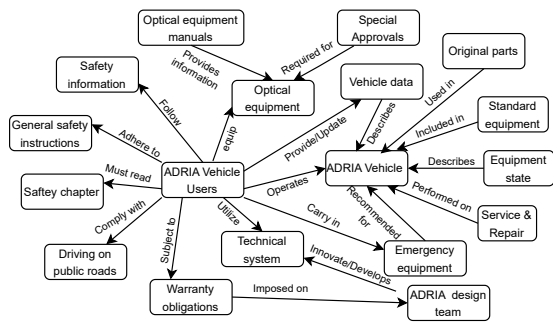 Optical equipment
manuals
Special
Approvals
Original parts
Provides
information
Required for
Safety
information
Optical
equipment
Vehicle data
Used in
Standard
equipment
Follow
equip
Provide/Update
Describes
Included in
General safety
instructions
Adhere to
ADRIA Vehicle
Users
ADRIA Vehicle
Describes
Equipment
state
Must read
Operates
Saftey chapter
Performed on
Comply with
Subject to
Utilize
Carry in
Recommended
for
Service &
Repair
Driving on
public roads
Technical
system
Emergency
equipment
Innovate/Develops
Warranty
obligations
Imposed on
ADRIA design
team